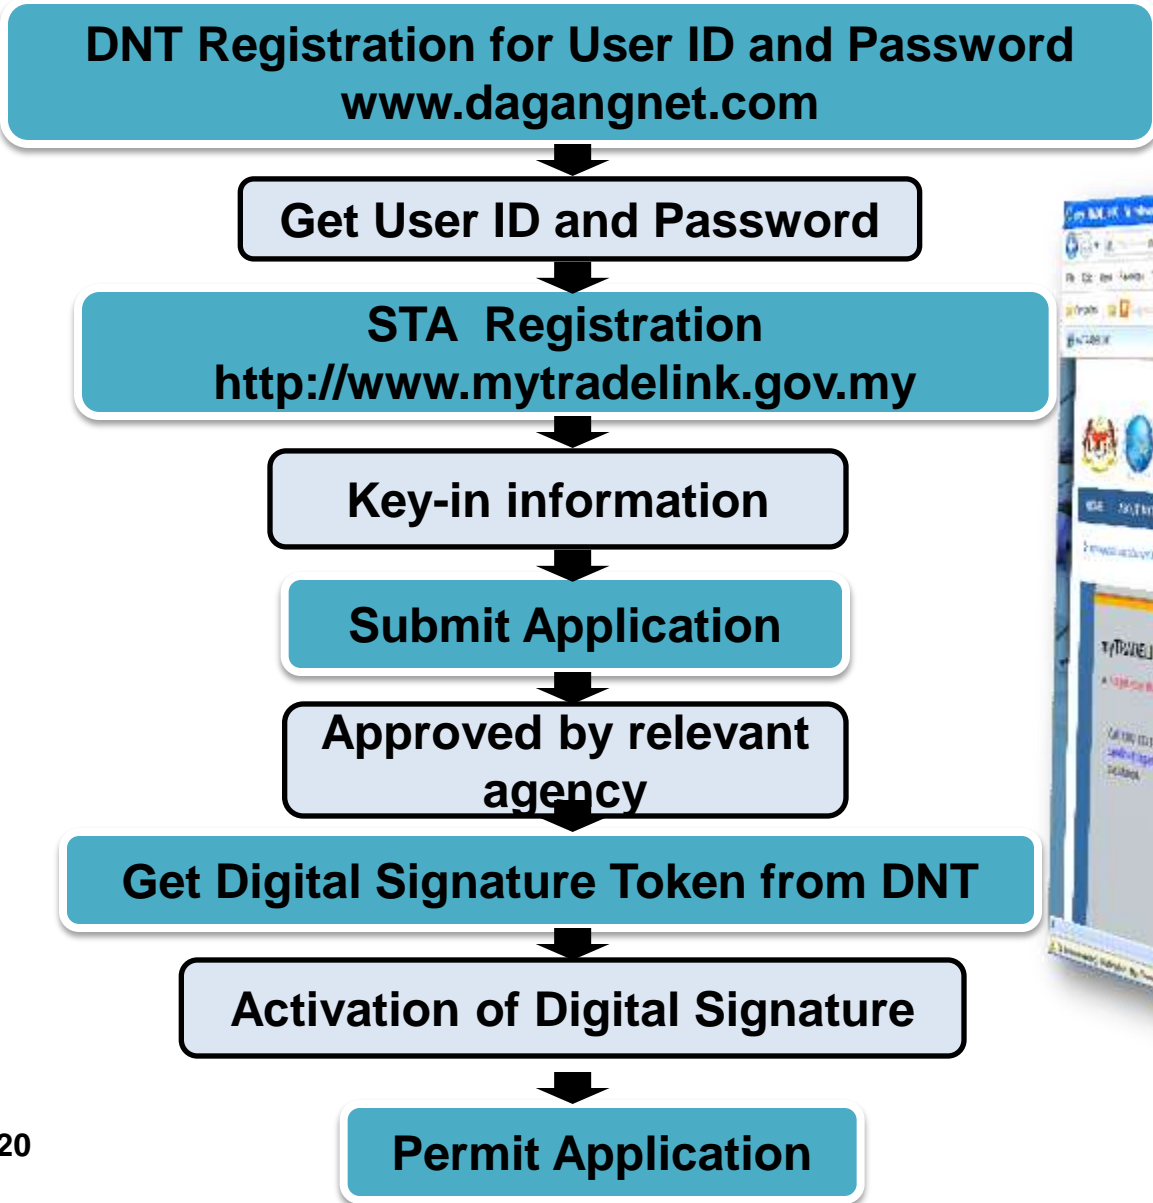 DNT Registration for User ID and Password
www.dagangnet.com
Get User ID and Password
STA Registration
http://www.mytradelink.gov.my
Key-in information
Submit Application
Approved by relevant
agency
Get Digital Signature Token from DNT
Activation of Digital Signature
Permit Application
20